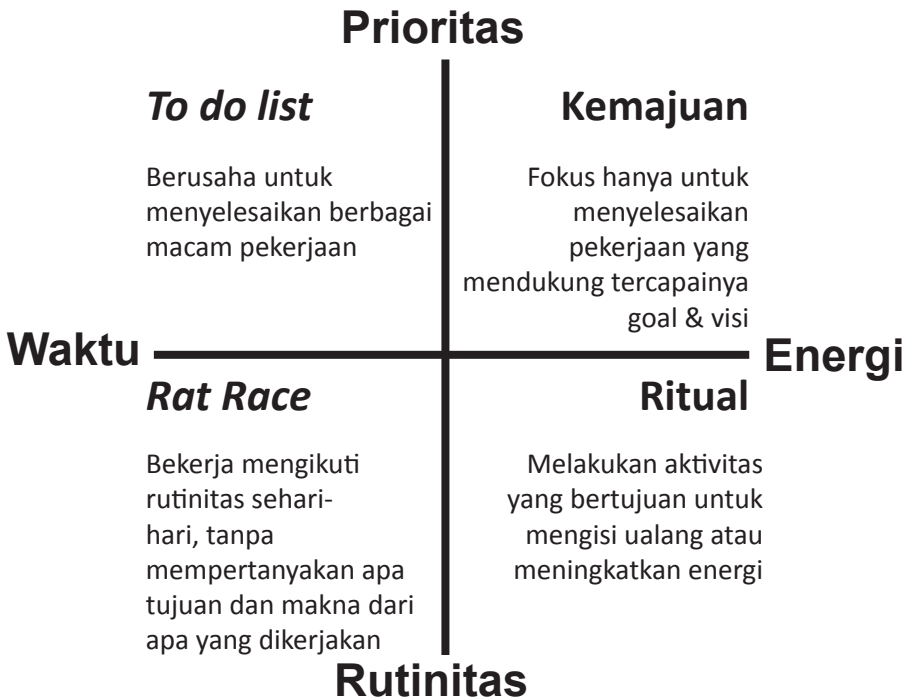 Prioritas
To do list
Berusaha untuk
menyelesaikan berbagai
macam pekerjaan
Kemajuan
Fokus hanya untuk
menyelesaikan
pekerjaan yang
mendukung tercapainya
goal & visi
Waktu
Energi
Rat Race
Bekerja mengikuti
rutinitas sehari-
hari, tanpa
mempertanyakan apa
tujuan dan makna dari
apa yang dikerjakan
Ritual
Melakukan aktivitas
yang bertujuan untuk
mengisi ualang atau
meningkatkan energi
Rutinitas